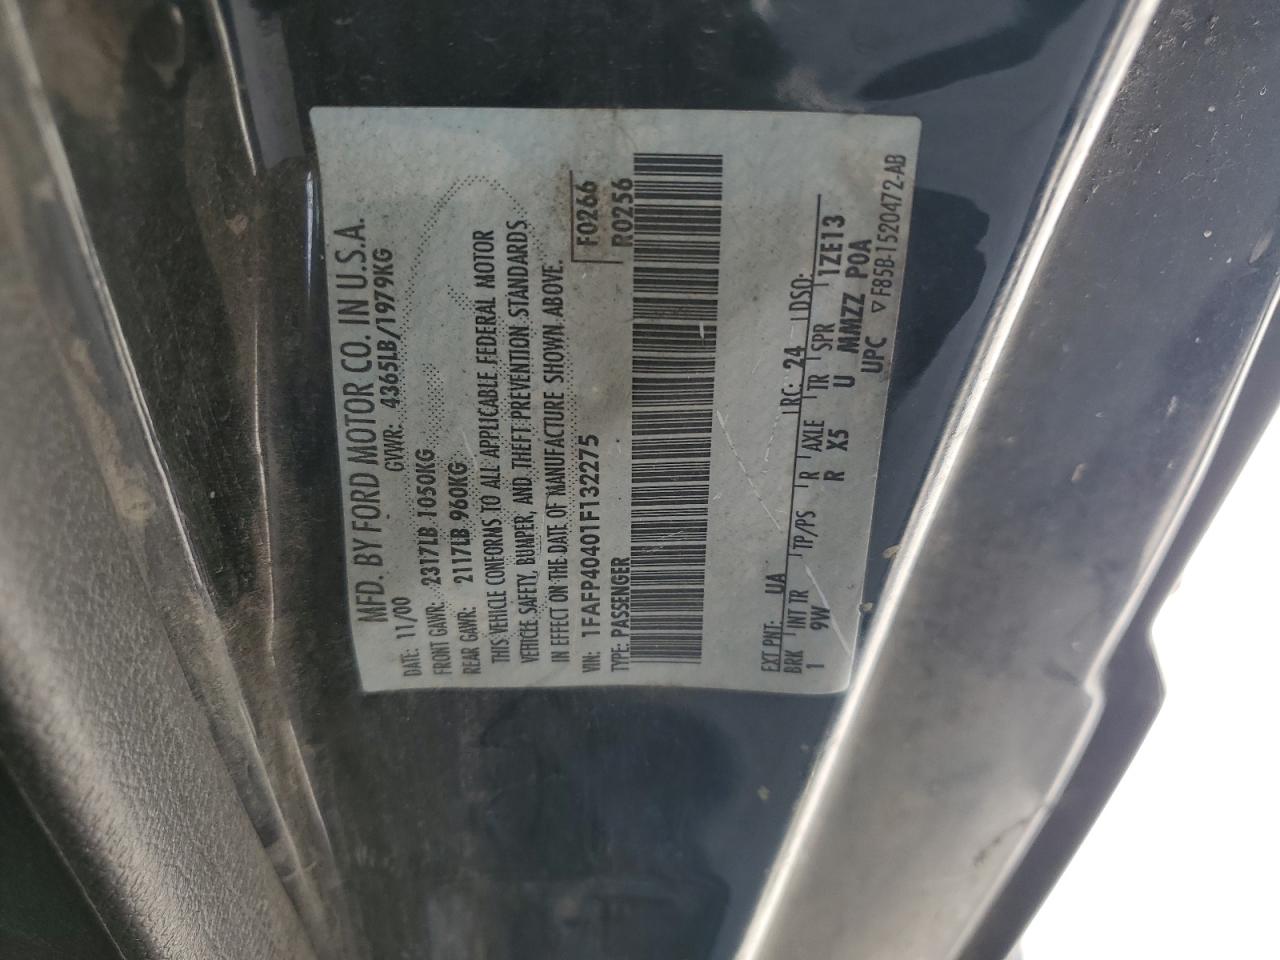 MFD. BY FORD MOTOR CO. IN U.S.A.
DATE: 11/00 GVWR: 4365LB/1979KG
FRONT GAWR: 2317LB 1050KG
REAR GAWR: 2117LB 960KG
THIS VEHICLE CONFORMS TO ALL APPLICABLE FEDERAL MOTOR
VEHICLE SAFETY, BUMPER, AND THEFT PREVENTION STANDARDS
IN EFFECT ON THE DATE OF MANUFACTURE SHOWN ABOVE.
VIN: 1FAFP40401F132275 F0266
TYPE: PASSENGER R0256
EXT PNT: UA RC: 24 DSO:
BRK INT TR TP/PS R AXLE TR SPR 1ZE13
1 9W R X5 U MMZZ P0A
UPC ▽ F85B-1520472-AB